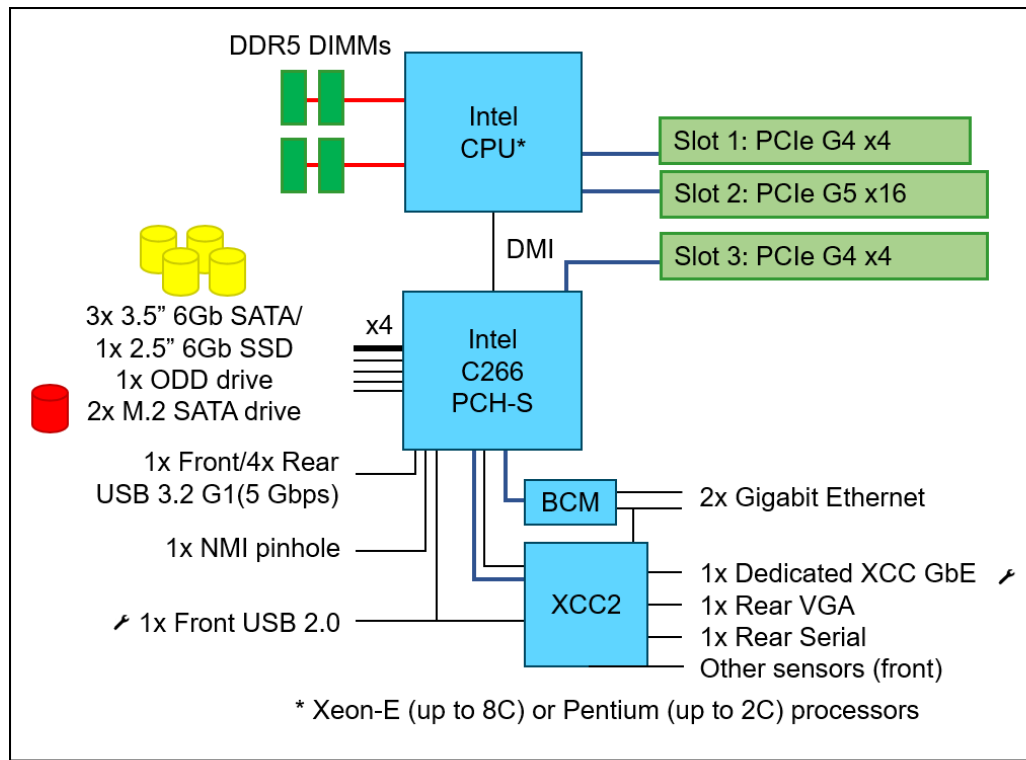 DDR5 DIMMs
Intel
CPU*
Slot 1: PCIe G4 x4
Slot 2: PCIe G5 x16
DMI
Slot 3: PCIe G4 x4
3x 3.5” 6Gb SATA/
1x 2.5” 6Gb SSD
1x ODD drive
2x M.2 SATA drive
x4
Intel
C266
PCH-S
1x Front/4x Rear
USB 3.2 G1(5 Gbps)
BCM
2x Gigabit Ethernet
1x NMI pinhole
XCC2
1x Dedicated XCC GbE
1x Rear VGA
1x Rear Serial
Other sensors (front)
1x Front USB 2.0
* Xeon-E (up to 8C) or Pentium (up to 2C) processors